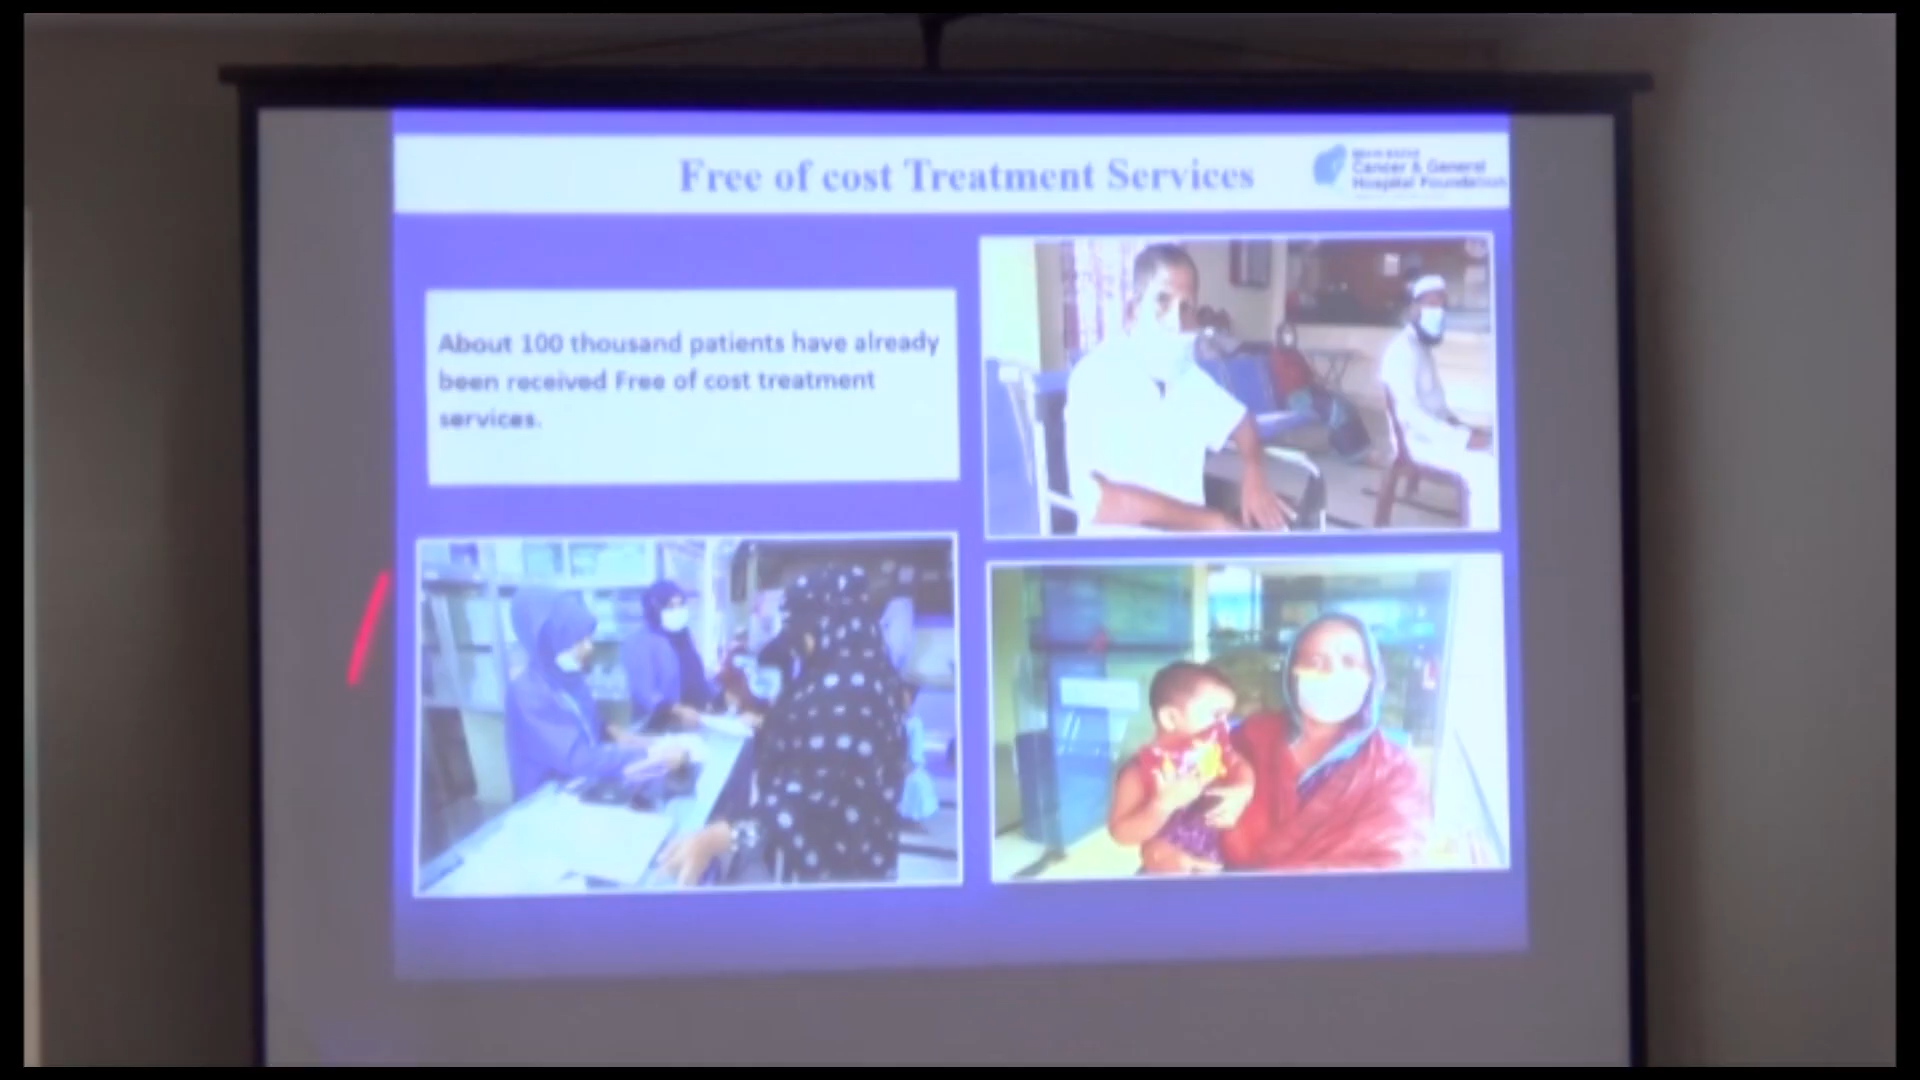 Free of cost Treatment Services
Cancer & General
Hospital Foundation
About 100 thousand patients have already
been received Free of cost treatment
services.